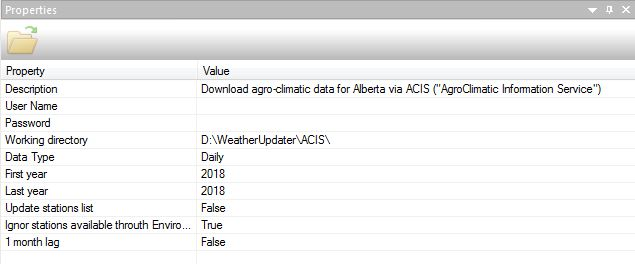 Properties
Property Value
Description Download agro-climatic data for Alberta via ACIS ("AgroClimatic Information Service")
User Name
Password
Working directory D:\WeatherUpdater\ACIS\
Data Type Daily
First year 2018
Last year 2018
Update stations list False
Ignor stations available throuth Enviro... True
1 month lag False